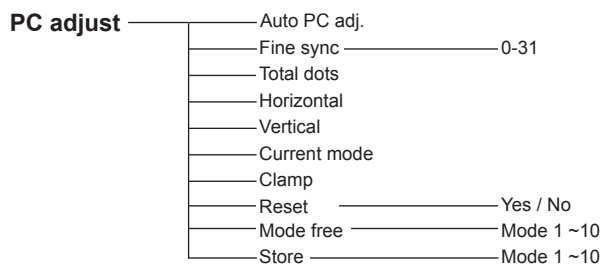 PC adjust Auto PC adj.
Fine sync 0-31
Total dots
Horizontal
Vertical
Current mode
Clamp
Reset Yes / No
Mode free Mode 1 ~10
Store Mode 1 ~10